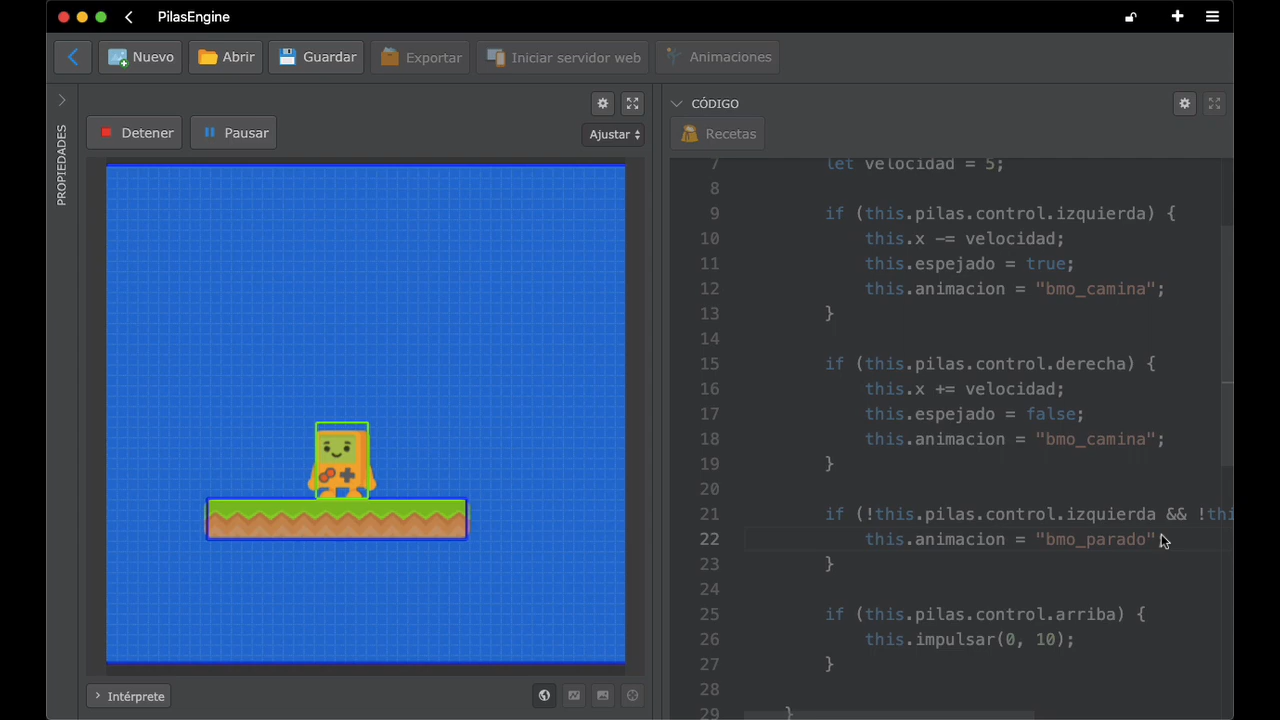 PilasEngine
Nuevo
Abrir
Guardar
Exportar
Iniciar servidor web
Animaciones
PROPIEDADES
Detener
Pausar
Ajustar
CÓDIGO
Recetas
7 let velocidad = 5;
8
9 if (this.pilas.control.izquierda) {
10 this.x -= velocidad;
11 this.espejado = true;
12 this.animacion = "bmo_camina";
13 }
14
15 if (this.pilas.control.derecha) {
16 this.x += velocidad;
17 this.espejado = false;
18 this.animacion = "bmo_camina";
19 }
20
21 if (!this.pilas.control.izquierda && !thi
22 this.animacion = "bmo_parado"
23 }
24
25 if (this.pilas.control.arriba) {
26 this.impulsar(0, 10);
27 }
28
29 }
Intérprete